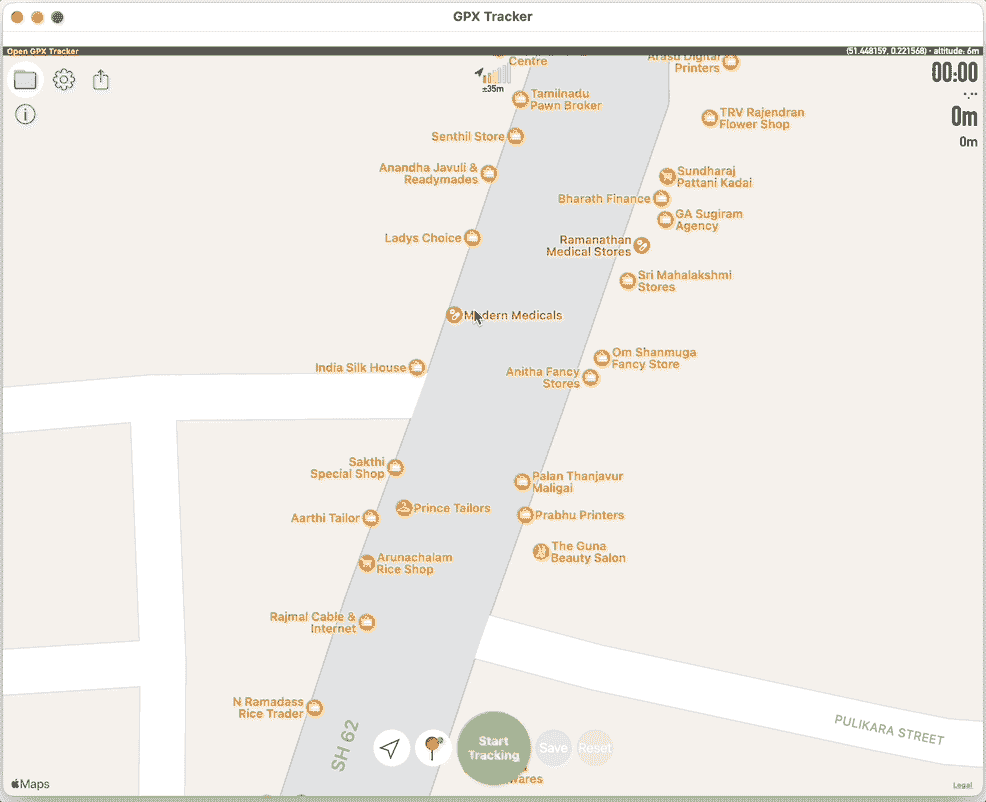 GPX Tracker
Open GPX Tracker
(51.448159, 0.221568) · altitude: 6m
00:00
0m
0m
±35m
Centre
Arasu Digital
Printers
Tamilnadu
Pawn Broker
TRV Rajendran
Flower Shop
Senthil Store
Anandha Javuli &
Readymades
Sundharaj
Pattani Kadai
Bharath Finance
GA Sugiram
Agency
Ladys Choice
Ramanathan
Medical Stores
Sri Mahalakshmi
Stores
Modern Medicals
India Silk House
Om Shanmuga
Fancy Store
Anitha Fancy
Stores
Sakthi
Special Shop
Palan Thanjavur
Maligai
Prince Tailors
Aarthi Tailor
Prabhu Printers
The Guna
Beauty Salon
Arunachalam
Rice Shop
Rajmal Cable &
Internet
N Ramadass
Rice Trader
SH 62
PULIKARA STREET
Start
Tracking
Save
Reset
Maps
Legal